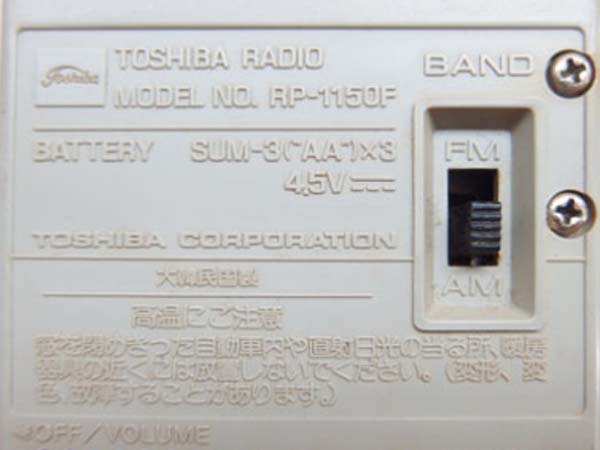 Toshiba
TOSHIBA RADIO
MODEL NO. RP-1150F
BATTERY SUM-3("AA")×3
4.5V⎓
TOSHIBA CORPORATION
大韓民国製
高温にご注意
窓を閉めきった自動車内や直射日光の当る所、暖房
器具の近くには放置しないでください。(変形、変
色、故障することがあります。)
◄OFF/VOLUME
BAND
FM
AM